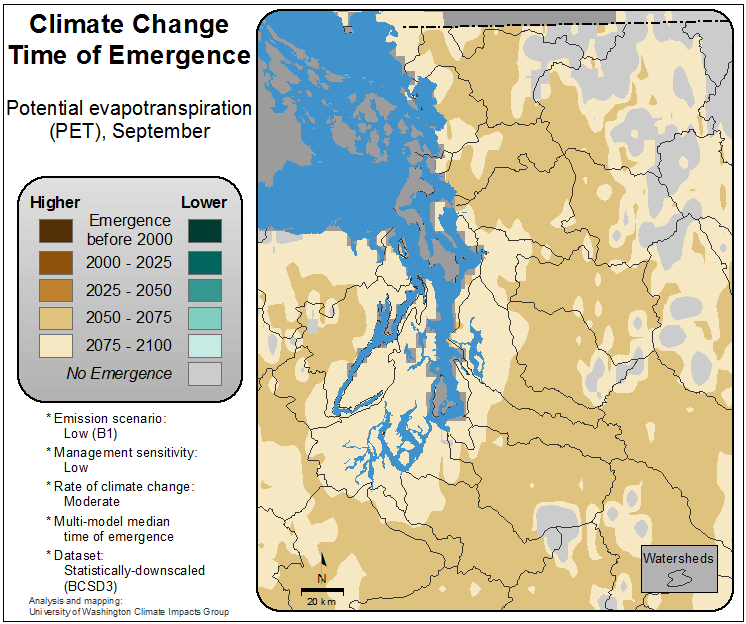 Climate Change
Time of Emergence
Potential evapotranspiration
(PET), September
Higher Lower
Emergence
before 2000
2000 - 2025
2025 - 2050
2050 - 2075
2075 - 2100
No Emergence
* Emission scenario:
Low (B1)
* Management sensitivity:
Low
* Rate of climate change:
Moderate
* Multi-model median
time of emergence
* Dataset:
Statistically-downscaled
(BCSD3)
Analysis and mapping:
University of Washington Climate Impacts Group
N
20 km
Watersheds